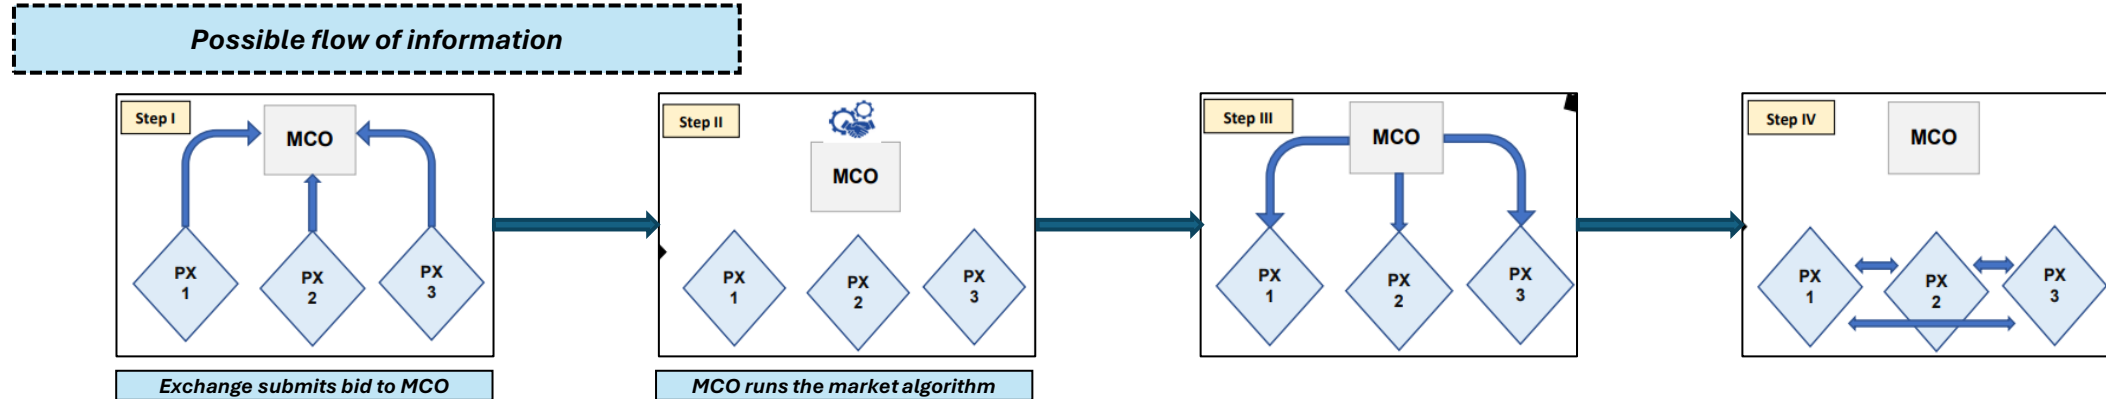 Possible flow of information
Step I
MCO
PX
1
PX
2
PX
3
Exchange submits bid to MCO
Step II
MCO
PX
1
PX
2
PX
3
MCO runs the market algorithm
Step III
MCO
PX
1
PX
2
PX
3
Step IV
MCO
PX
1
PX
2
PX
3